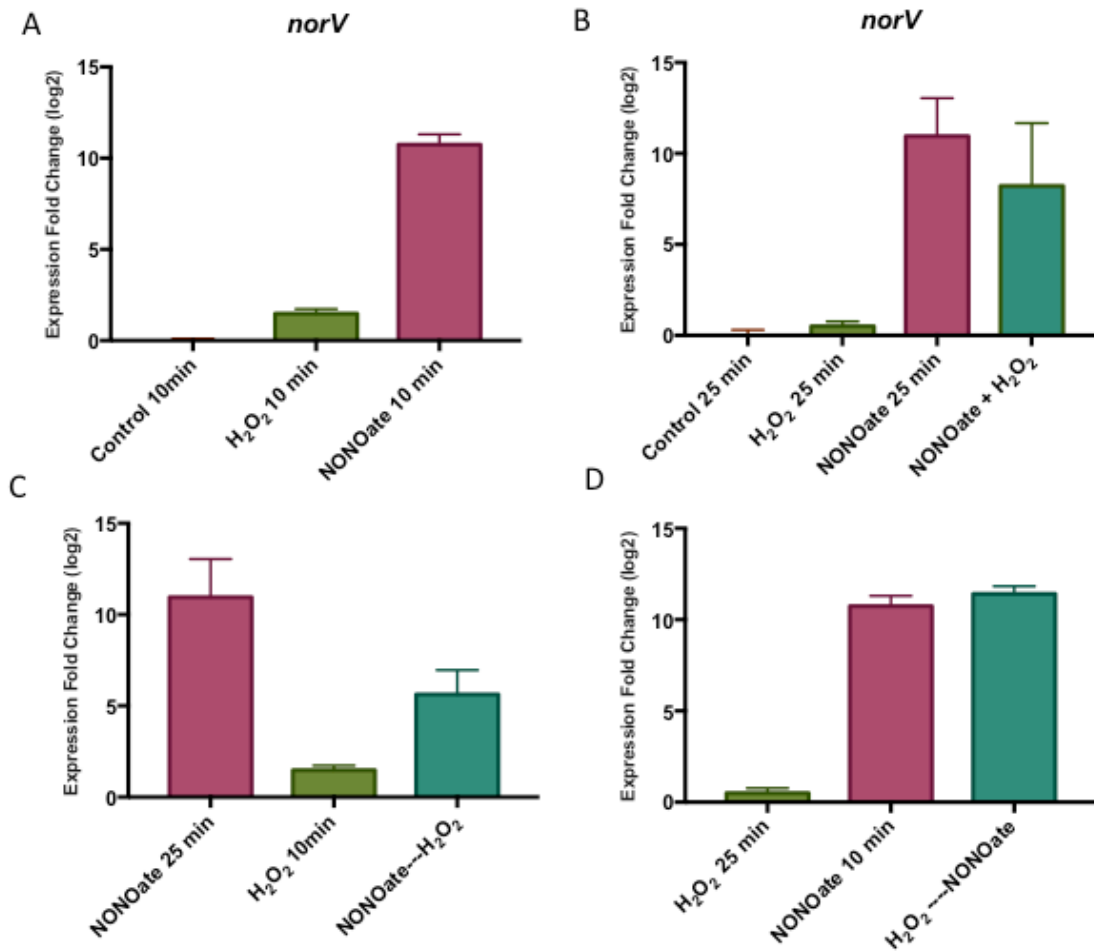 A
norV
Expression Fold Change (log2)
15
10
5
0
Control 10min
H₂O₂ 10 min
NONOate 10 min
B
norV
Expression Fold Change (log2)
15
10
5
0
Control 25 min
H₂O₂ 25 min
NONOate 25 min
NONOate + H₂O₂
C
Expression Fold Change (log2)
15
10
5
0
NONOate 25 min
H₂O₂ 10min
NONOate---H₂O₂
D
Expression Fold Change (log2)
15
10
5
0
H₂O₂ 25 min
NONOate 10 min
H₂O₂ ----NONOate